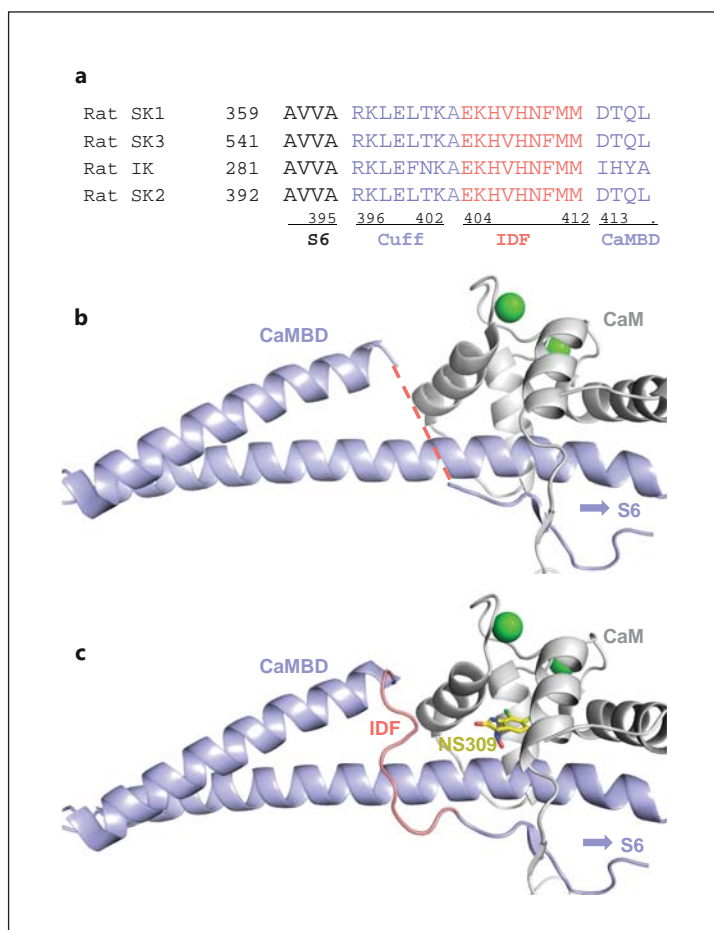 a
Rat SK1 359 AVVA RKLELTKAEKHVHNFMM DTQL
Rat SK3 541 AVVA RKLELTKAEKHVHNFMM DTQL
Rat IK 281 AVVA RKLEFNKAEKHVHNFMM IHYA
Rat SK2 392 AVVA RKLELTKAEKHVHNFMM DTQL
395 396 402 404 412 413 .
S6 Cuff IDF CaMBD
b
CaMBD
CaM
S6
c
CaMBD
CaM
IDF
NS309
S6